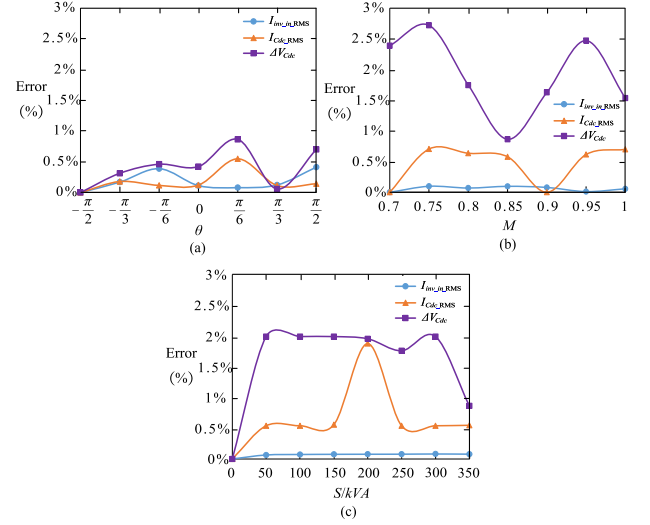 3%
2.5%
2%
1.5%
1%
0.5%
0%
Error
(%)
I_inv_in_RMS
I_Cdc_RMS
ΔV_Cdc
-π/2 -π/3 -π/6 0 π/6 π/3 π/2
θ
(a)
3%
2.5%
2%
1.5%
1%
0.5%
0%
Error
(%)
I_inv_in_RMS
I_Cdc_RMS
ΔV_Cdc
0.7 0.75 0.8 0.85 0.9 0.95 1
M
(b)
3%
2.5%
2%
1.5%
1%
0.5%
0%
Error
(%)
I_inv_in_RMS
I_Cdc_RMS
ΔV_Cdc
0 50 100 150 200 250 300 350
S/kVA
(c)